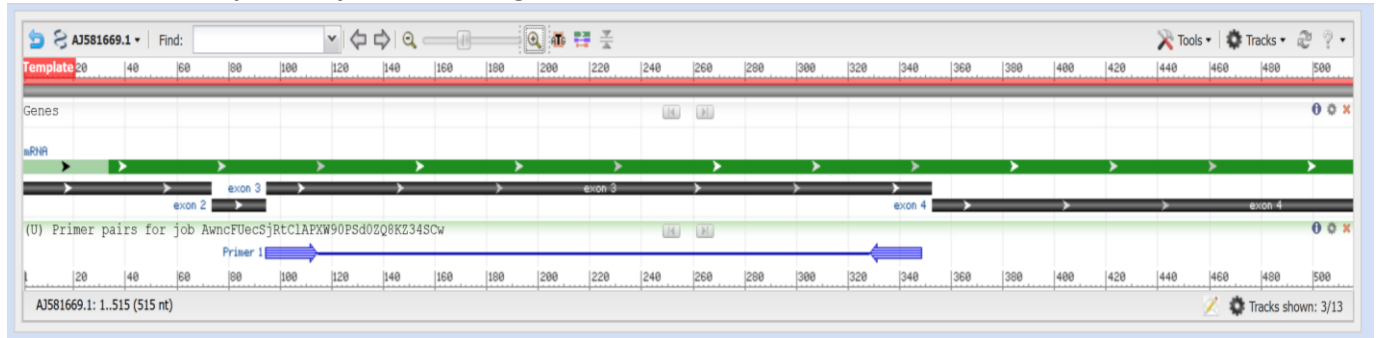 AJ581669.1 Find: Tools Tracks ?
Template 20 40 60 80 100 120 140 160 180 200 220 240 260 280 300 320 340 360 380 400 420 440 460 480 500
Genes
mRNA
exon 3 exon 3
exon 2 exon 4 exon 4
(U) Primer pairs for job AwncFUecSjRtClAPXW90PSd0ZQ8KZ34SCw
Primer 1
1 20 40 60 80 100 120 140 160 180 200 220 240 260 280 300 320 340 360 380 400 420 440 460 480 500
AJ581669.1: 1..515 (515 nt) Tracks shown: 3/13